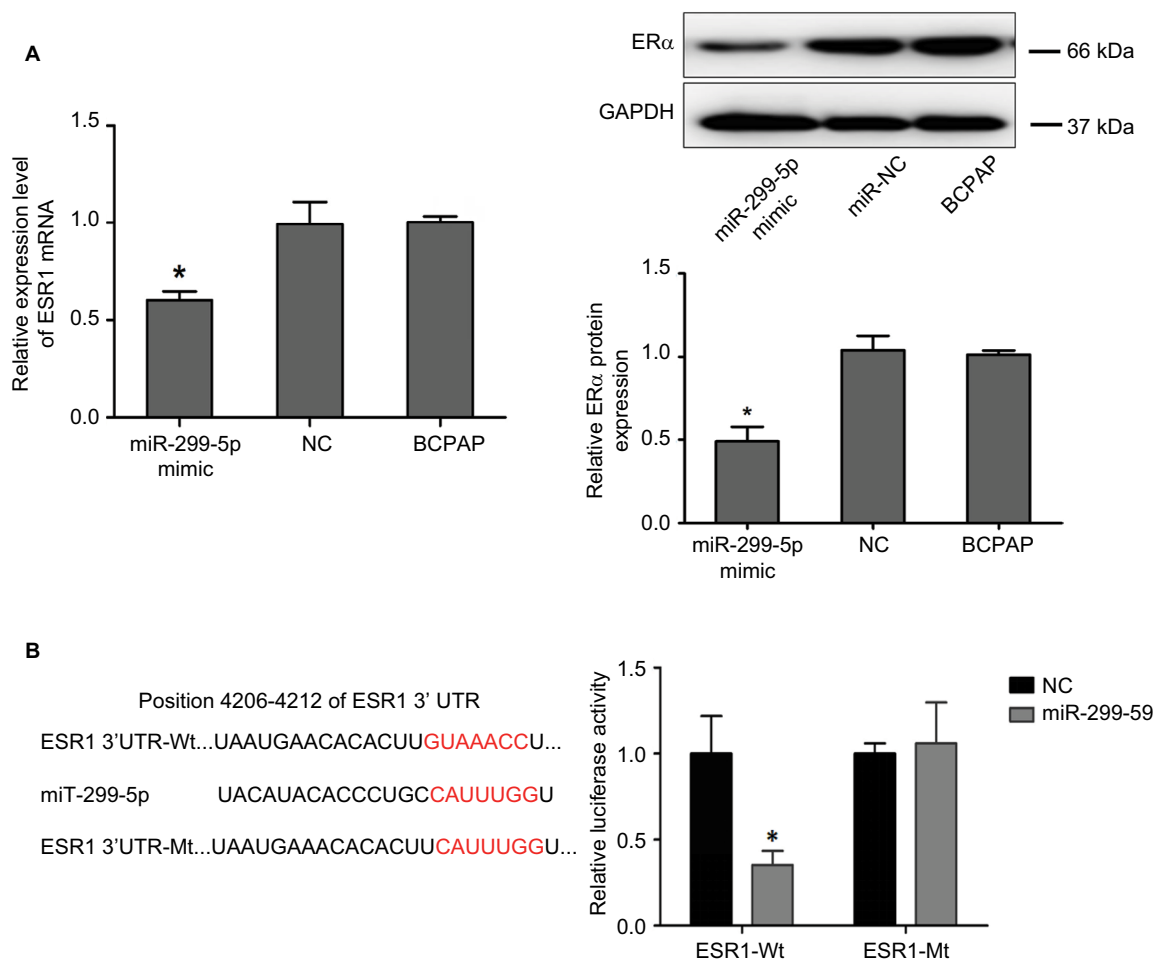 A
1.5
1.0
0.5
0.0
Relative expression level
of ESR1 mRNA
*
miR-299-5p
mimic
NC
BCPAP
ERα
66 kDa
GAPDH
37 kDa
miR-299-5p
mimic
miR-NC
BCPAP
1.5
1.0
0.5
0.0
Relative ERα protein
expression
*
miR-299-5p
mimic
NC
BCPAP
B
Position 4206-4212 of ESR1 3' UTR
ESR1 3'UTR-Wt...UAAUGAACACACUUGUAAACCU...
miT-299-5p UACAUACACCCUGCCAUUUGGU
ESR1 3'UTR-Mt...UAAUGAAACACACUUCAUUUGGU...
1.5
1.0
0.5
0.0
Relative luciferase activity
*
ESR1-Wt
ESR1-Mt
NC
miR-299-59